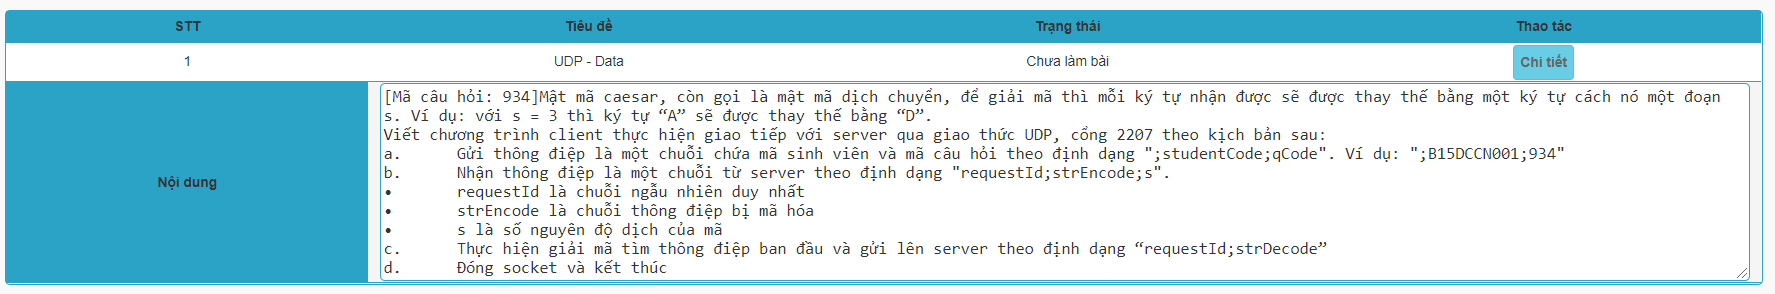 STT Tiêu đề Trạng thái Thao tác
1 UDP - Data Chưa làm bài Chi tiết
Nội dung
[Mã câu hỏi: 934]Mật mã caesar, còn gọi là mật mã dịch chuyển, để giải mã thì mỗi ký tự nhận được sẽ được thay thế bằng một ký tự cách nó một đoạn
s. Ví dụ: với s = 3 thì ký tự “A” sẽ được thay thế bằng “D”.
Viết chương trình client thực hiện giao tiếp với server qua giao thức UDP, cổng 2207 theo kịch bản sau:
a. Gửi thông điệp là một chuỗi chứa mã sinh viên và mã câu hỏi theo định dạng ";studentCode;qCode". Ví dụ: ";B15DCCN001;934"
b. Nhận thông điệp là một chuỗi từ server theo định dạng "requestId;strEncode;s".
• requestId là chuỗi ngẫu nhiên duy nhất
• strEncode là chuỗi thông điệp bị mã hóa
• s là số nguyên độ dịch của mã
c. Thực hiện giải mã tìm thông điệp ban đầu và gửi lên server theo định dạng “requestId;strDecode”
d. Đóng socket và kết thúc